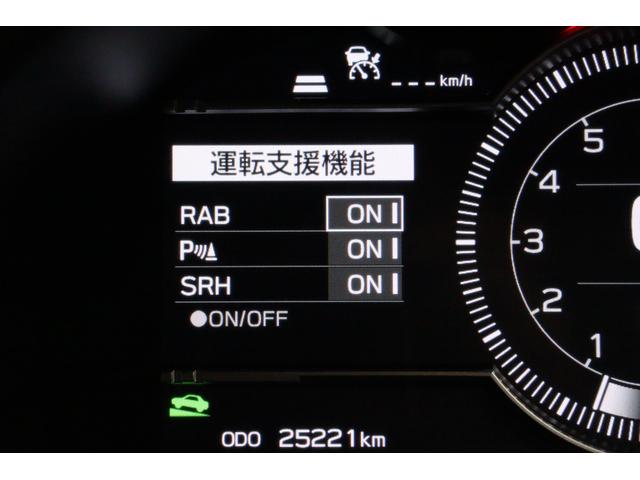 --- km/h
運転支援機能
RAB ON
P ON
SRH ON
●ON/OFF
5
4
3
2
1
ODO 25221km